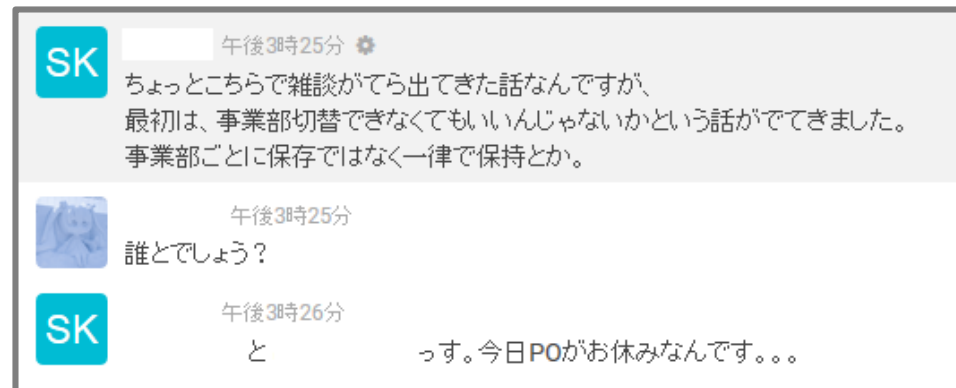 SK
午後3時25分
ちょっとこちらで雑談がてら出てきた話なんですが、
最初は、事業部切替できなくてもいいんじゃないかという話がでてきました。
事業部ごとに保存ではなく一律で保持とか。
午後3時25分
誰とでしょう？
SK
午後3時26分
と　っす。今日POがお休みなんです。。。